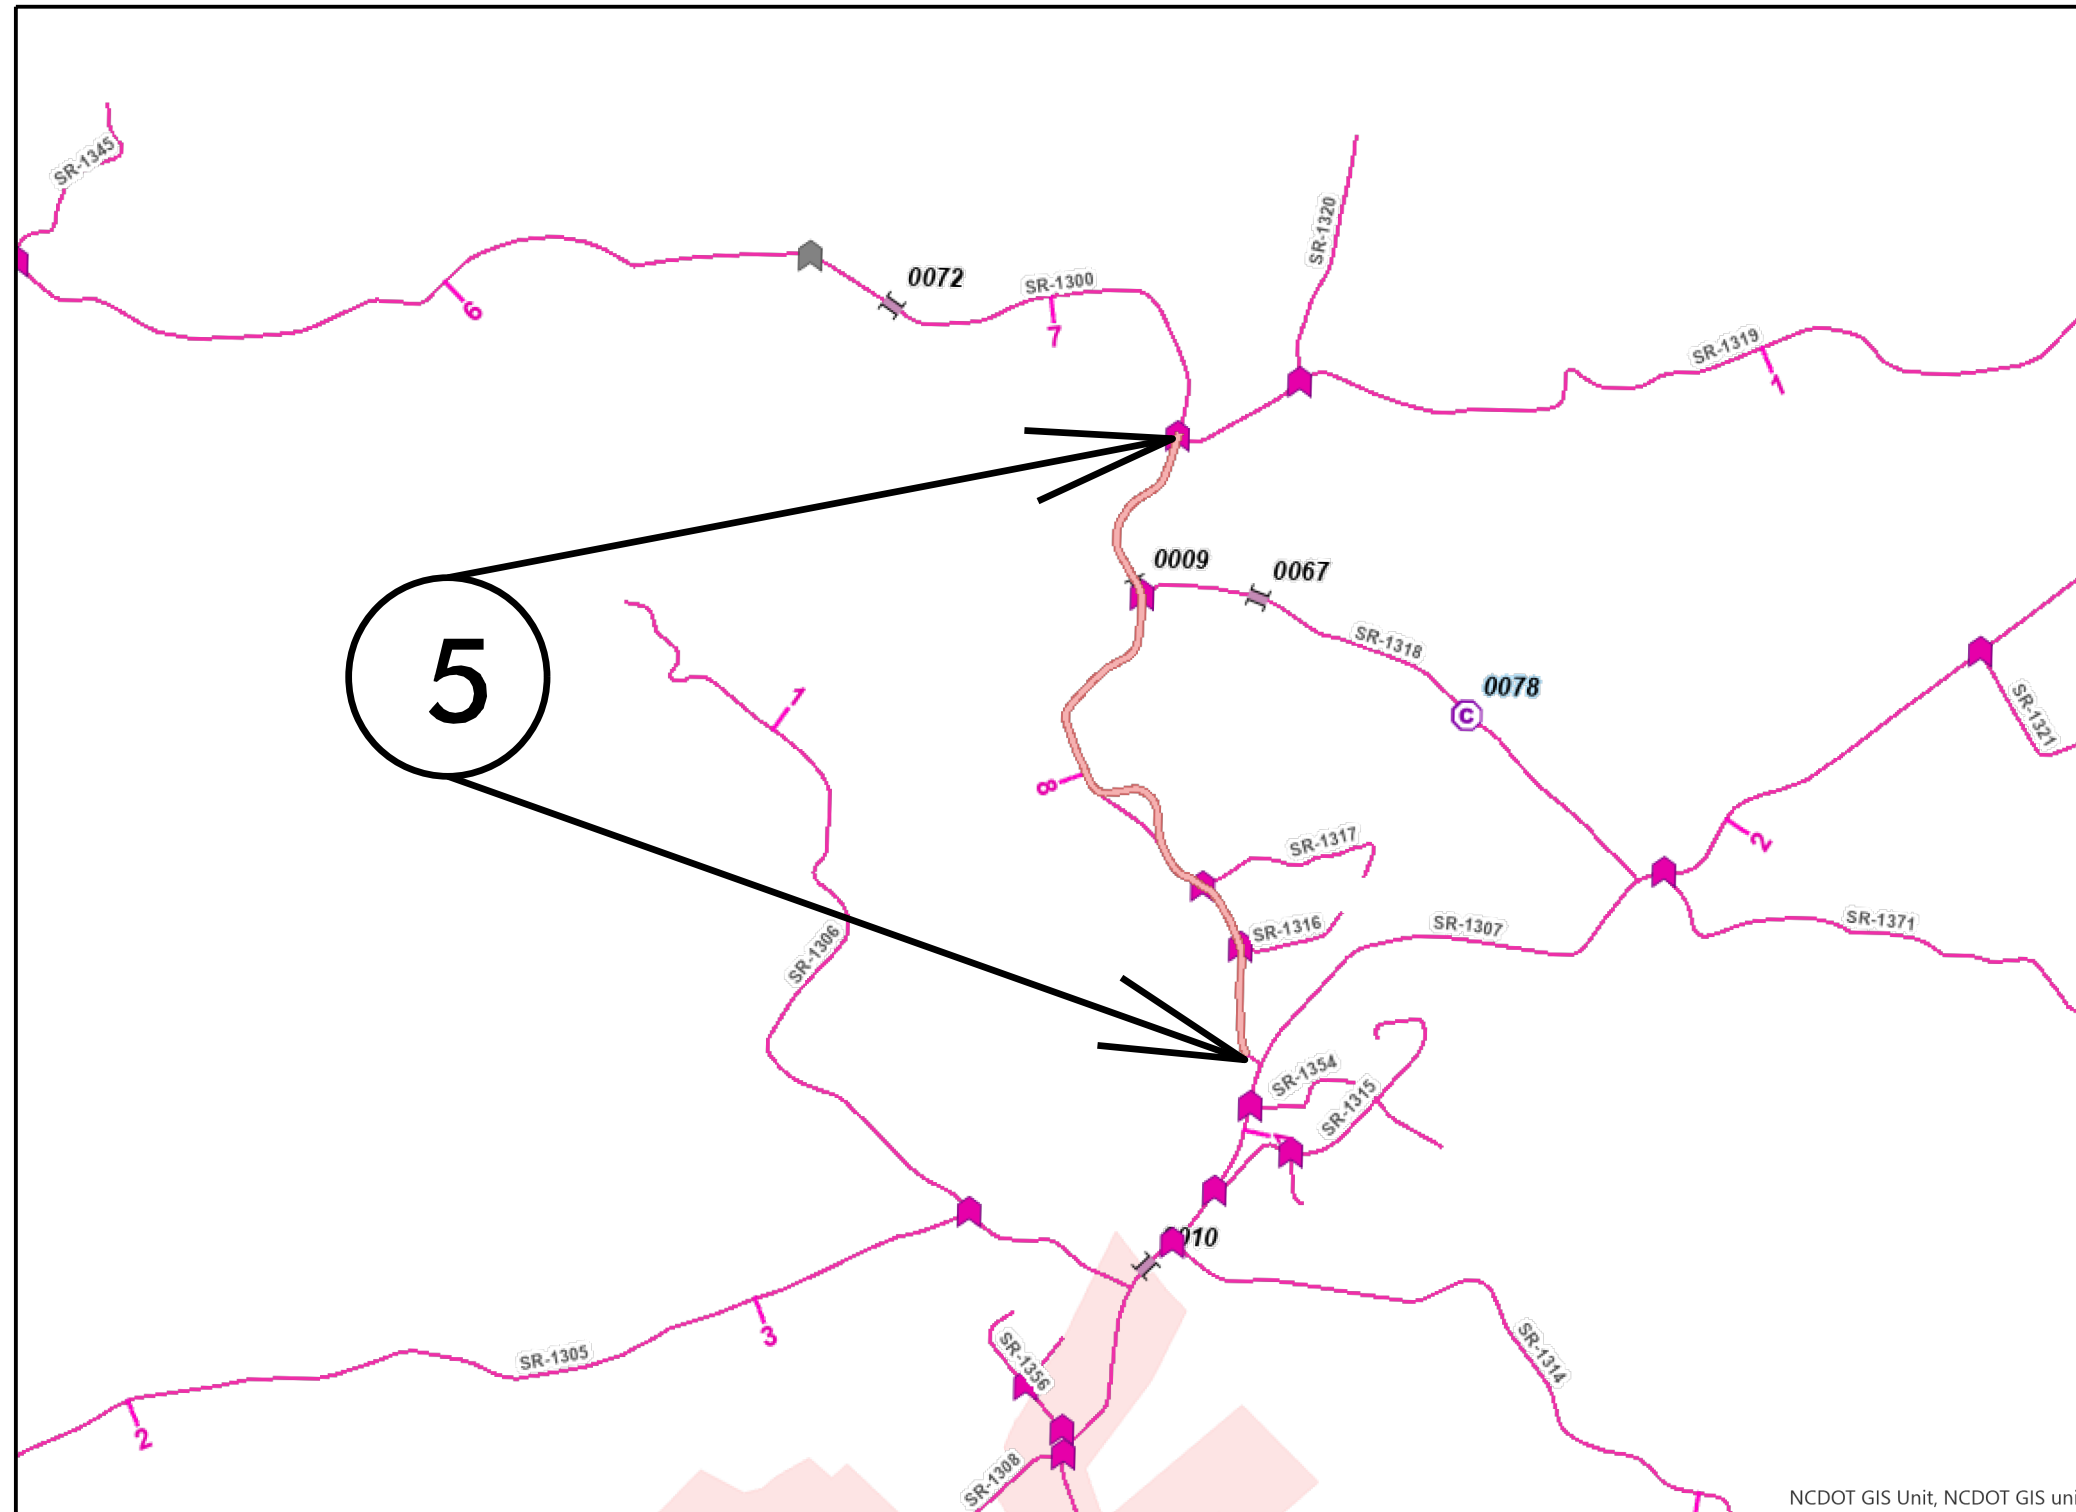 SR-1345
SR-1320
0072
SR-1300
6
7
SR-1319
1
0009
0067
SR-1318
5
1
0078
SR-1321
8
2
SR-1317
SR-1316
SR-1307
SR-1371
SR-1306
SR-1354
SR-1315
010
3
SR-1305
SR-1356
SR-1314
2
SR-1308
NCDOT GIS Unit, NCDOT GIS uni